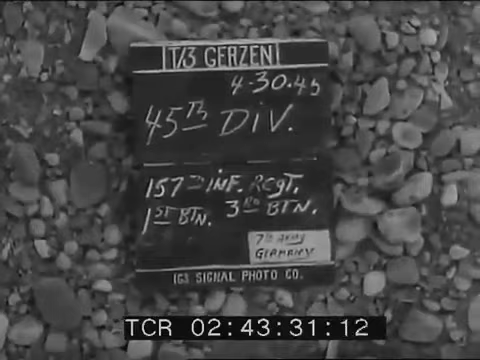 T/3 GERZEN
4-30-45
45TH DIV.
157TH INF. REGT.
1ST BTN. 3RD BTN.
7TH ARMY
GERMANY
163 SIGNAL PHOTO CO.
TCR 02:43:31:12